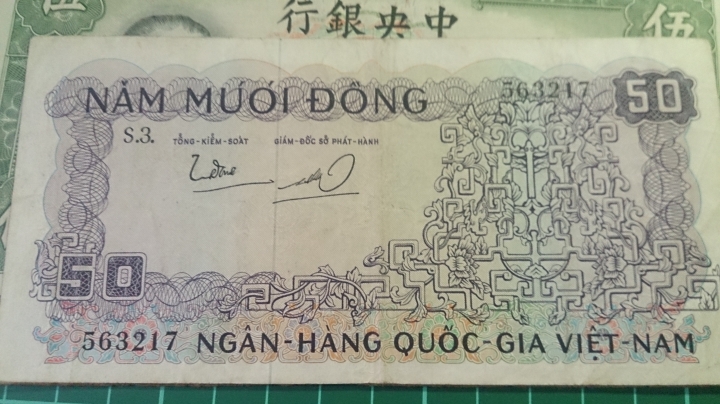 行銀央中
伍
伍
NĂM MƯƠI ĐỒNG
563217
50
S.3.
TỔNG-KIỂM-SOÁT
GIÁM-ĐỐC SỞ PHÁT-HÀNH
50
563217 NGÂN-HÀNG QUỐC-GIA VIỆT-NAM